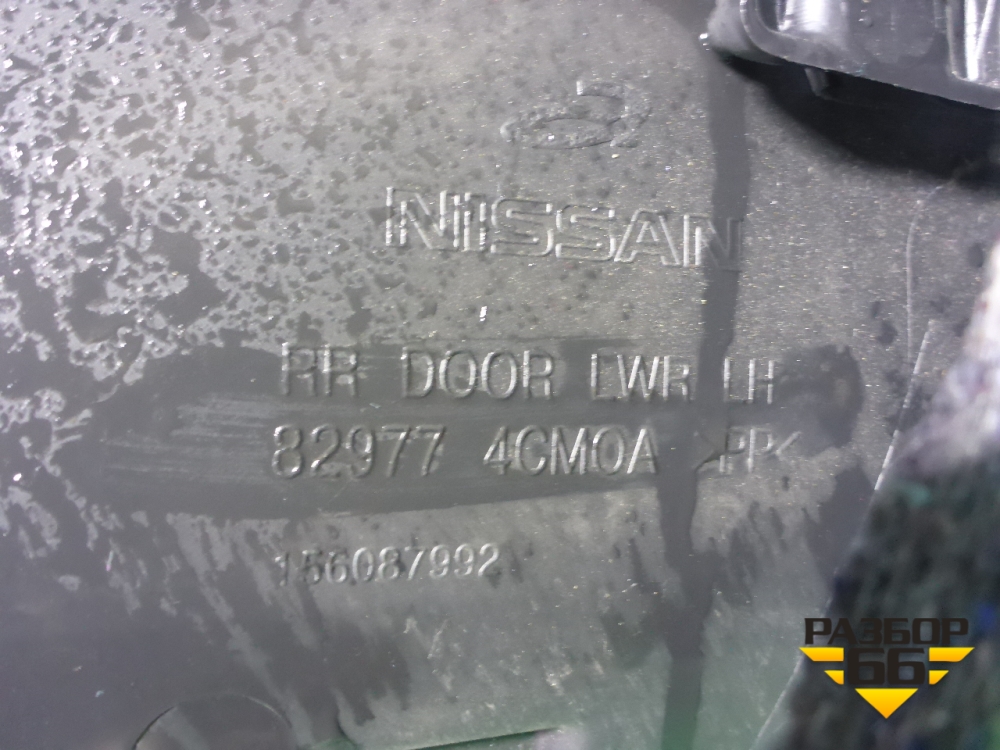 NISSAN
RR DOOR LWR LH
82977 4CM0A >PP<
156087992
РАЗБОР
66